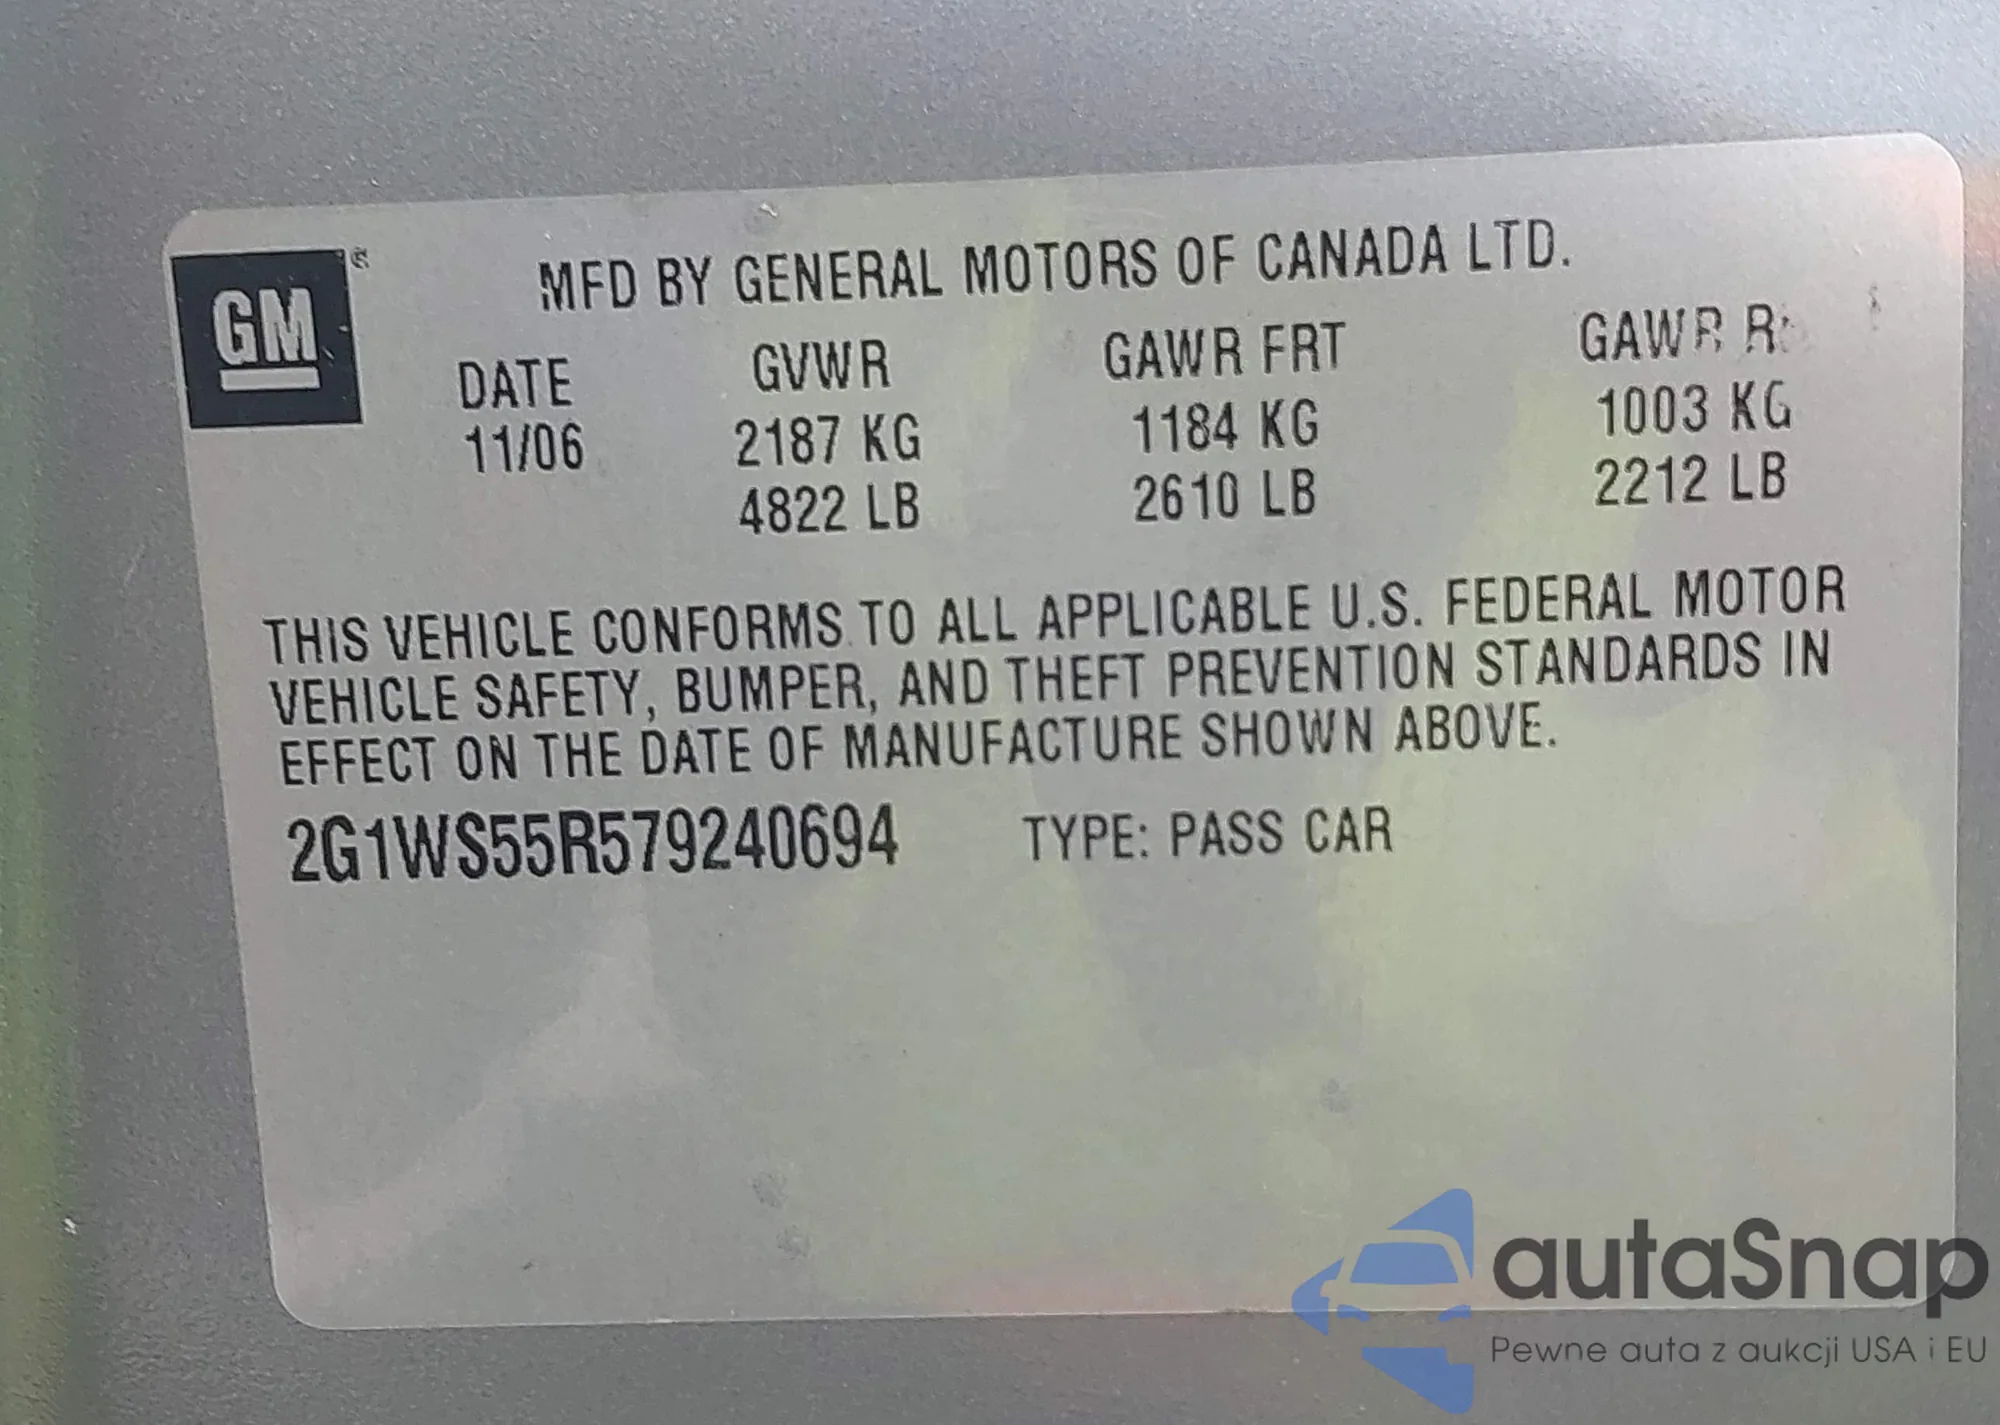 GM
MFD BY GENERAL MOTORS OF CANADA LTD.
DATE GVWR GAWR FRT GAWR R
11/06 2187 KG 1184 KG 1003 KG
4822 LB 2610 LB 2212 LB
THIS VEHICLE CONFORMS TO ALL APPLICABLE U.S. FEDERAL MOTOR
VEHICLE SAFETY, BUMPER, AND THEFT PREVENTION STANDARDS IN
EFFECT ON THE DATE OF MANUFACTURE SHOWN ABOVE.
2G1WS55R579240694 TYPE: PASS CAR
autaSnap
Pewne auta z aukcji USA i EU